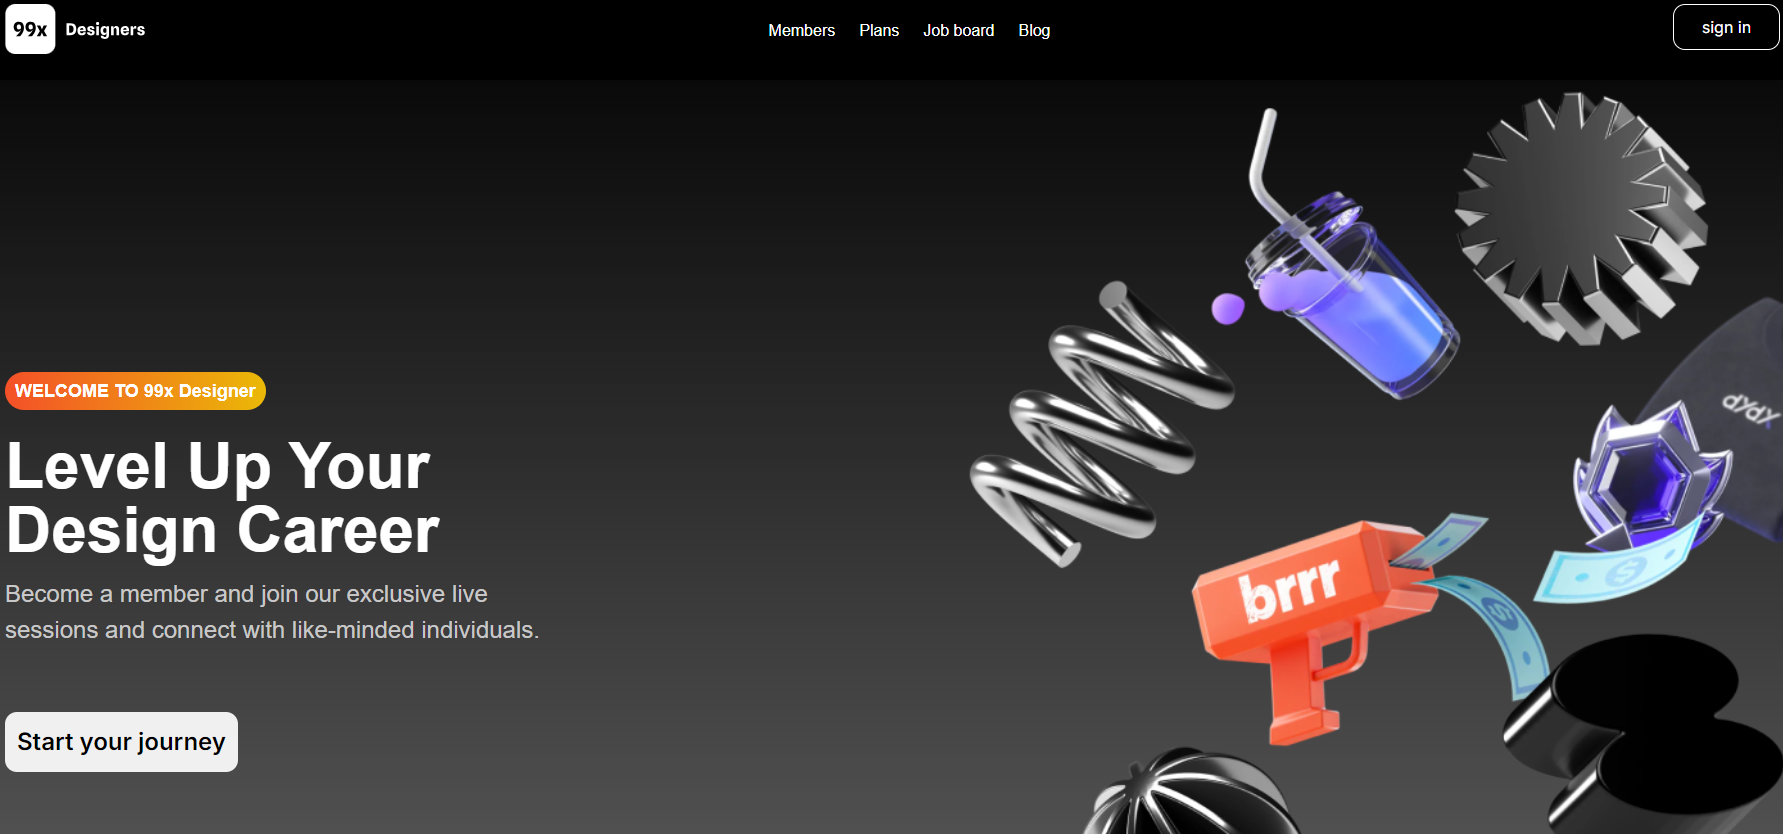 99x Designers
Members Plans Job board Blog
sign in
WELCOME TO 99x Designer
Level Up Your
Design Career
Become a member and join our exclusive live
sessions and connect with like-minded individuals.
Start your journey
dydx
brrr